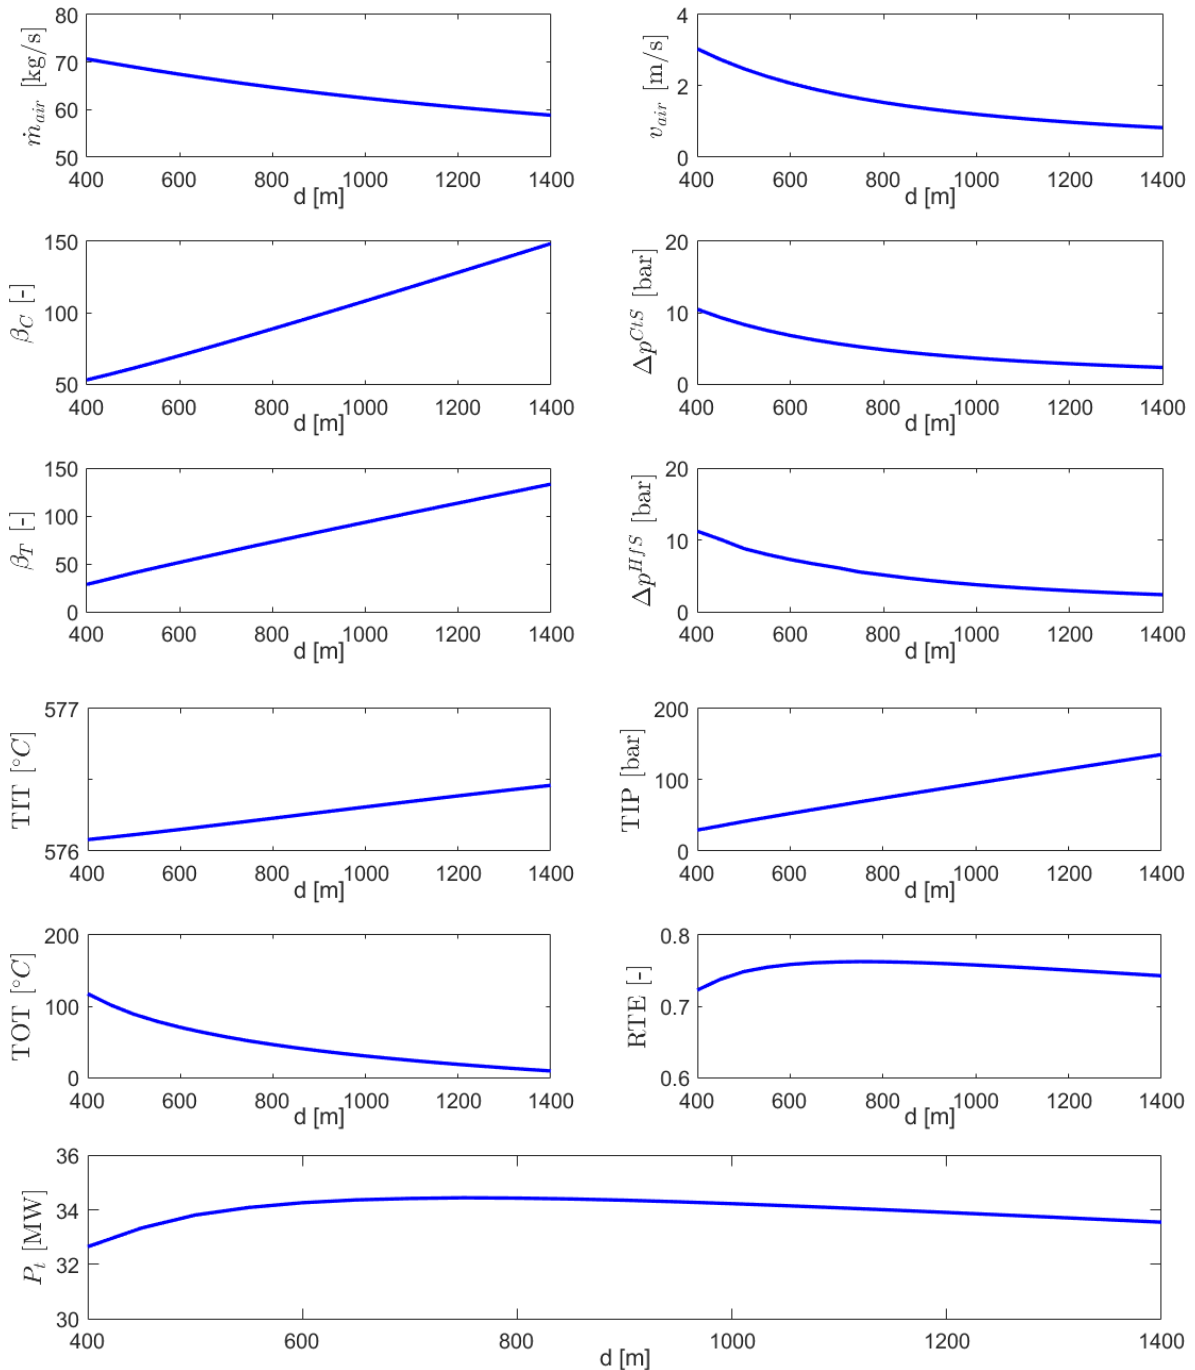 80
70
60
50
ṁ_air [kg/s]
400 600 800 1000 1200 1400
d [m]
4
2
0
v_air [m/s]
400 600 800 1000 1200 1400
d [m]
150
100
50
β_C [-]
400 600 800 1000 1200 1400
d [m]
20
10
0
Δp^CtS [bar]
400 600 800 1000 1200 1400
d [m]
150
100
50
0
β_T [-]
400 600 800 1000 1200 1400
d [m]
20
10
0
Δp^HfS [bar]
400 600 800 1000 1200 1400
d [m]
577
576
TIT [°C]
400 600 800 1000 1200 1400
d [m]
200
100
0
TIP [bar]
400 600 800 1000 1200 1400
d [m]
200
100
0
TOT [°C]
400 600 800 1000 1200 1400
d [m]
0.8
0.7
0.6
RTE [-]
400 600 800 1000 1200 1400
d [m]
36
34
32
30
P_t [MW]
400 600 800 1000 1200 1400
d [m]